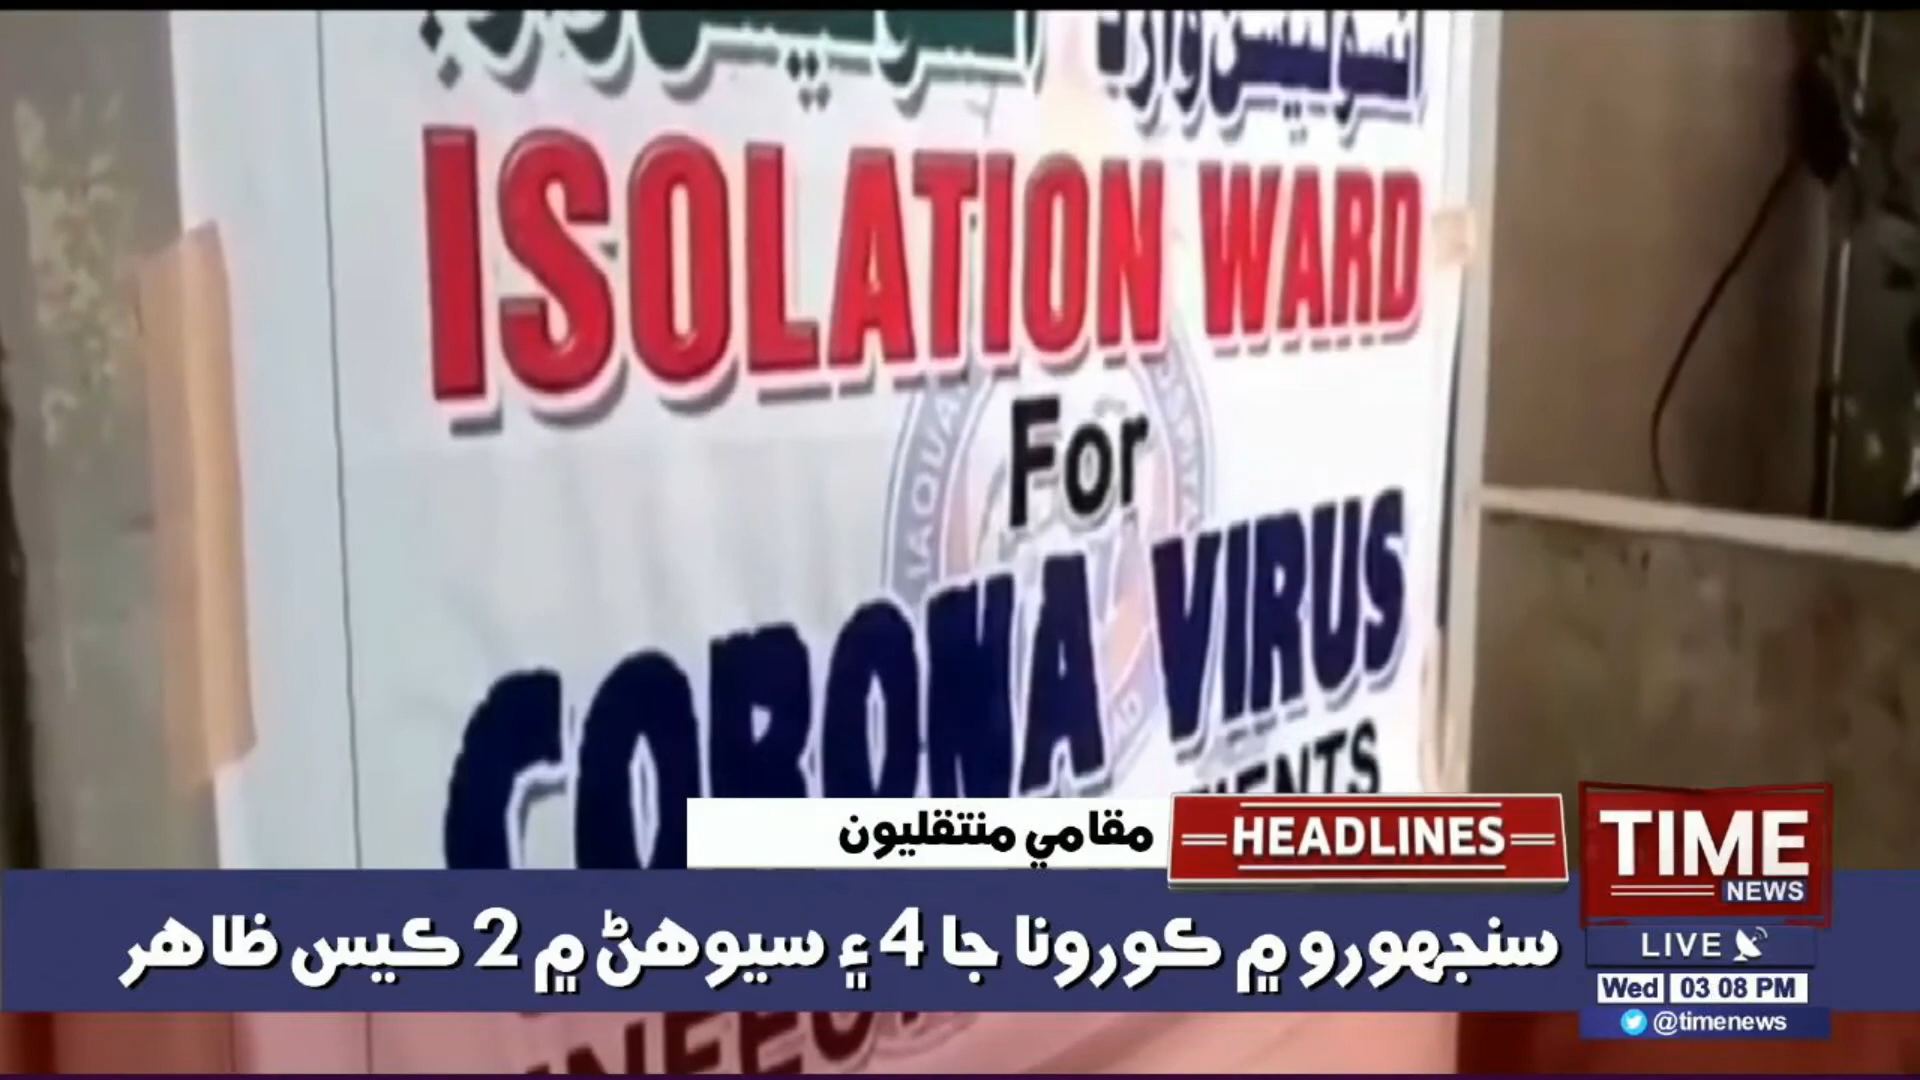 ISOLATION WARD
For
CORONA VIRUS
مقامي منتقليون
HEADLINES
سنجهورو ۾ ڪورونا جا 4 ۽ سيوهڻ ۾ 2 ڪيس ظاهر
TIME
NEWS
LIVE
Wed 03 08 PM
@timenews